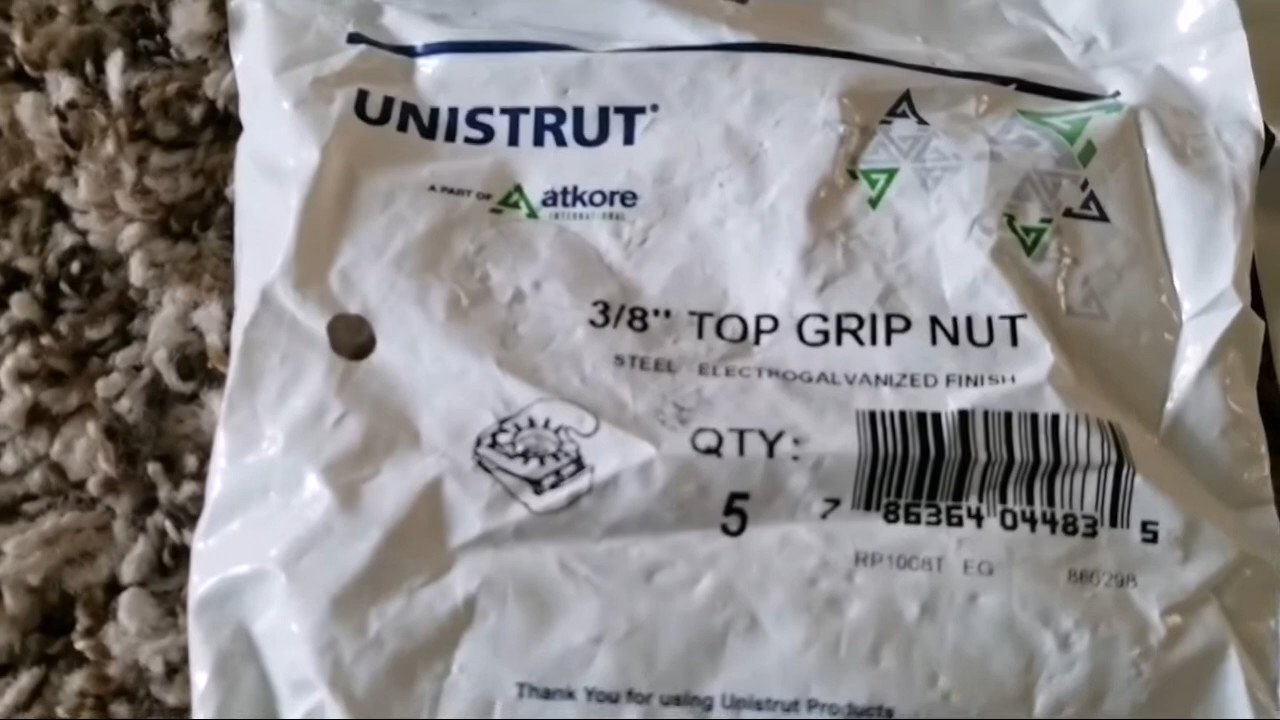 UNISTRUT
A PART OF atkore
INTERNATIONAL
3/8" TOP GRIP NUT
STEEL ELECTROGALVANIZED FINISH
QTY:
5
7 86364 04483 5
RP1008T EG
Thank You for using Unistrut Products